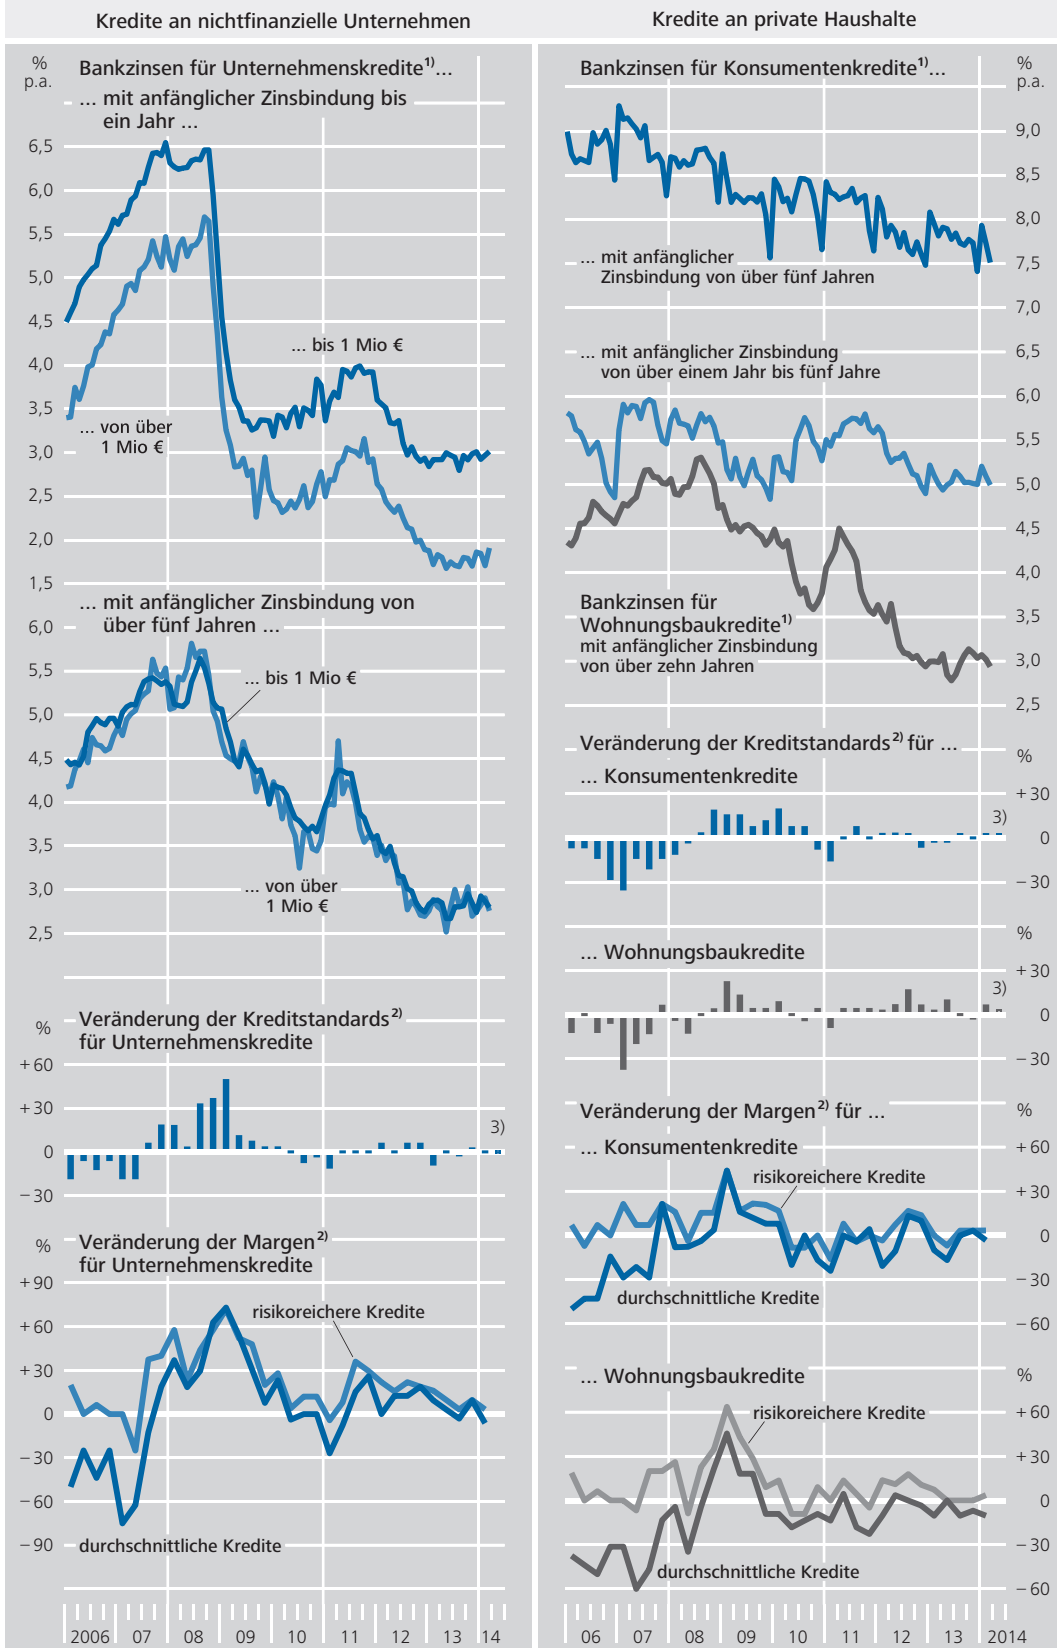 Kredite an nichtfinanzielle Unternehmen
%
p.a.
Bankzinsen für Unternehmenskredite¹⁾...
... mit anfänglicher Zinsbindung bis
ein Jahr ...
6,5
6,0
5,5
5,0
4,5
4,0
3,5
3,0
2,5
2,0
1,5
... bis 1 Mio €
... von über
1 Mio €
... mit anfänglicher Zinsbindung von
über fünf Jahren ...
6,0
5,5
5,0
4,5
4,0
3,5
3,0
2,5
... bis 1 Mio €
... von über
1 Mio €
%
Veränderung der Kreditstandards²⁾
für Unternehmenskredite
+60
+30
0
−30
3)
%
Veränderung der Margen²⁾
für Unternehmenskredite
+90
+60
+30
0
−30
−60
−90
risikoreichere Kredite
durchschnittliche Kredite
2006 07 08 09 10 11 12 13 14
Kredite an private Haushalte
Bankzinsen für Konsumentenkredite¹⁾...
%
p.a.
9,0
8,5
8,0
7,5
7,0
6,5
6,0
5,5
5,0
4,5
4,0
3,5
3,0
2,5
... mit anfänglicher
Zinsbindung von über fünf Jahren
... mit anfänglicher Zinsbindung
von über einem Jahr bis fünf Jahre
Bankzinsen für
Wohnungsbaukredite¹⁾
mit anfänglicher Zinsbindung
von über zehn Jahren
Veränderung der Kreditstandards²⁾ für ...
%
... Konsumentenkredite
+30
0
−30
3)
%
... Wohnungsbaukredite
+30
0
−30
3)
Veränderung der Margen²⁾ für ...
%
... Konsumentenkredite
+60
+30
0
−30
−60
risikoreichere Kredite
durchschnittliche Kredite
... Wohnungsbaukredite
%
+60
+30
0
−30
−60
risikoreichere Kredite
durchschnittliche Kredite
06 07 08 09 10 11 12 13 2014